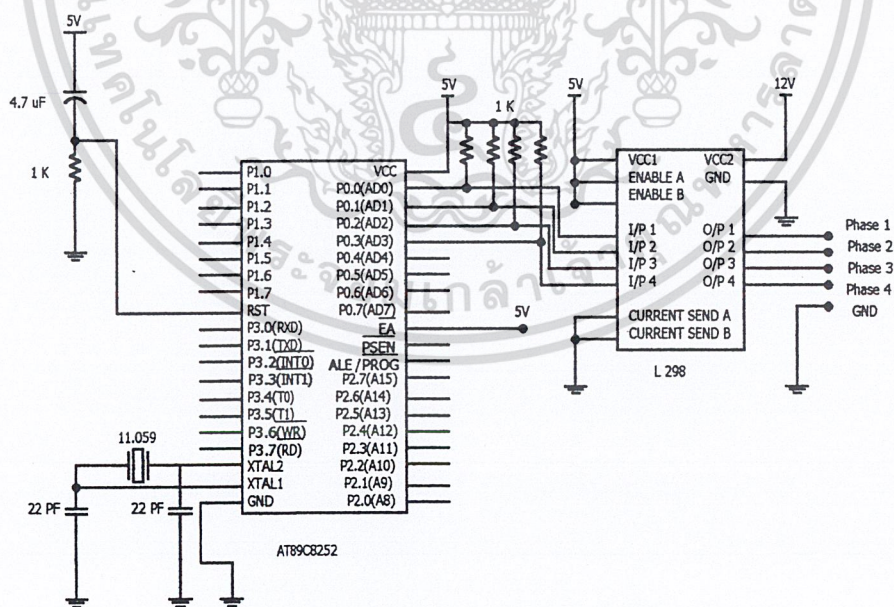 5V
4.7 uF
1 K
5V
1 K
5V
12V
P1.0
P1.1
P1.2
P1.3
P1.4
P1.5
P1.6
P1.7
RST
P3.0(RXD)
P3.1(TXD)
P3.2(INT0)
P3.3(INT1)
P3.4(T0)
P3.5(T1)
P3.6(WR)
P3.7(RD)
XTAL2
XTAL1
GND
VCC
P0.0(AD0)
P0.1(AD1)
P0.2(AD2)
P0.3(AD3)
P0.4(AD4)
P0.5(AD5)
P0.6(AD6)
P0.7(AD7)
EA
PSEN
ALE/PROG
P2.7(A15)
P2.6(A14)
P2.5(A13)
P2.4(A12)
P2.3(A11)
P2.2(A10)
P2.1(A9)
P2.0(A8)
AT89C8252
5V
11.059
22 PF
22 PF
VCC1
ENABLE A
ENABLE B
I/P 1
I/P 2
I/P 3
I/P 4
CURRENT SEND A
CURRENT SEND B
VCC2
GND
O/P 1
O/P 2
O/P 3
O/P 4
L 298
Phase 1
Phase 2
Phase 3
Phase 4
GND